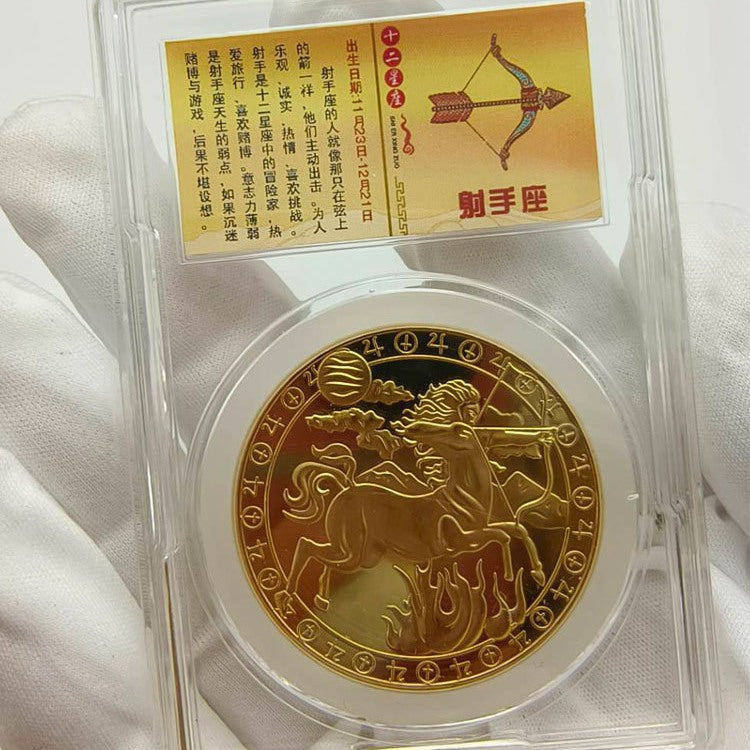 十二星座
SHI ER XING ZUO
射手座
出生日期:11月23日-12月21日
射手座的人就像那只在弦上
的箭一样,他们主动出击。为人
乐观,诚实,热情,喜欢挑战。
射手是十二星座中的冒险家,热
爱旅行,喜欢赌博。意志力薄弱
是射手座天生的弱点,如果沉迷
赌博与游戏,后果不堪设想。